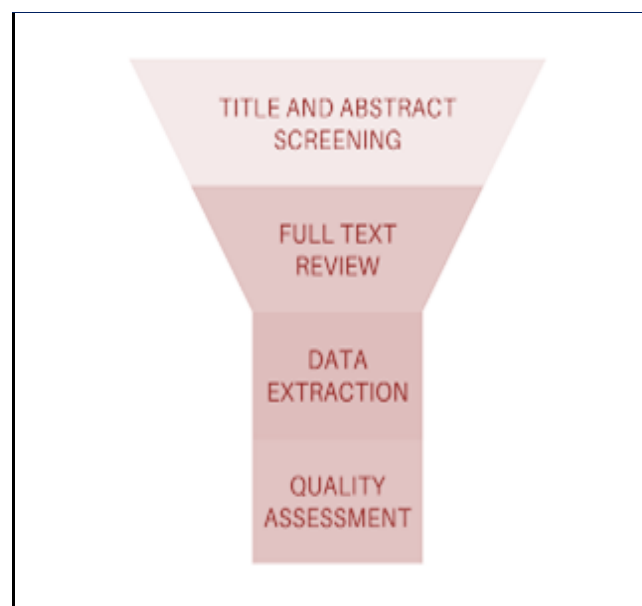 TITLE AND ABSTRACT
SCREENING
FULL TEXT
REVIEW
DATA
EXTRACTION
QUALITY
ASSESSMENT